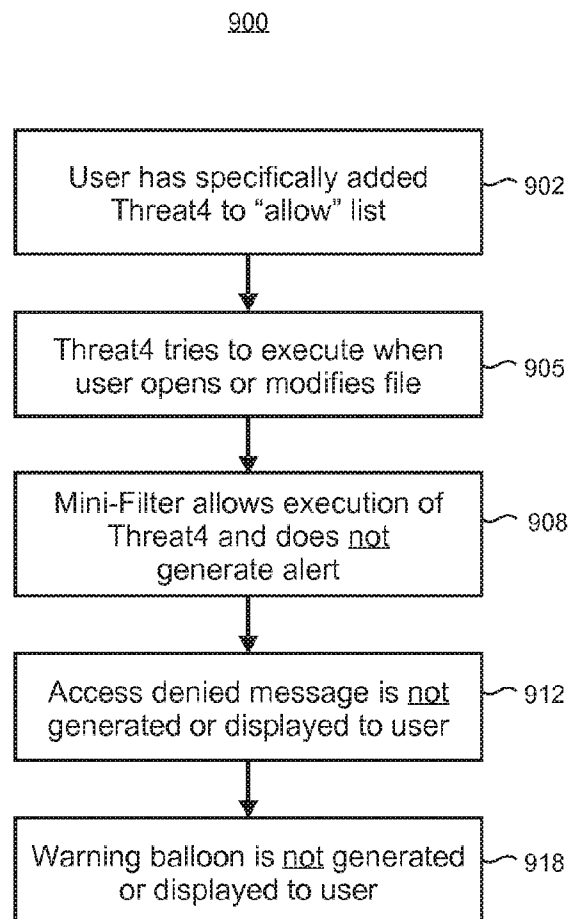 900
User has specifically added
Threat4 to “allow” list
902
Threat4 tries to execute when
user opens or modifies file
905
Mini-Filter allows execution of
Threat4 and does not
generate alert
908
Access denied message is not
generated or displayed to user
912
Warning balloon is not generated
or displayed to user
918